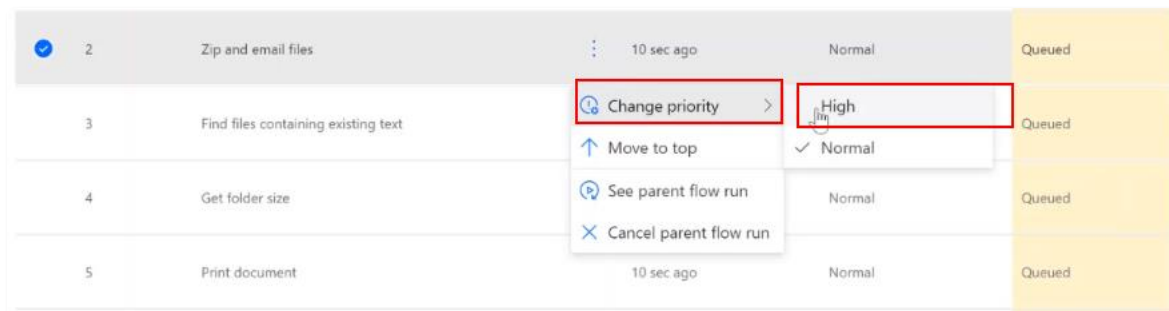 2 Zip and email files 10 sec ago Normal Queued
Change priority High
3 Find files containing existing text Queued
Move to top Normal
See parent flow run
4 Get folder size Normal Queued
Cancel parent flow run
5 Print document 10 sec ago Normal Queued